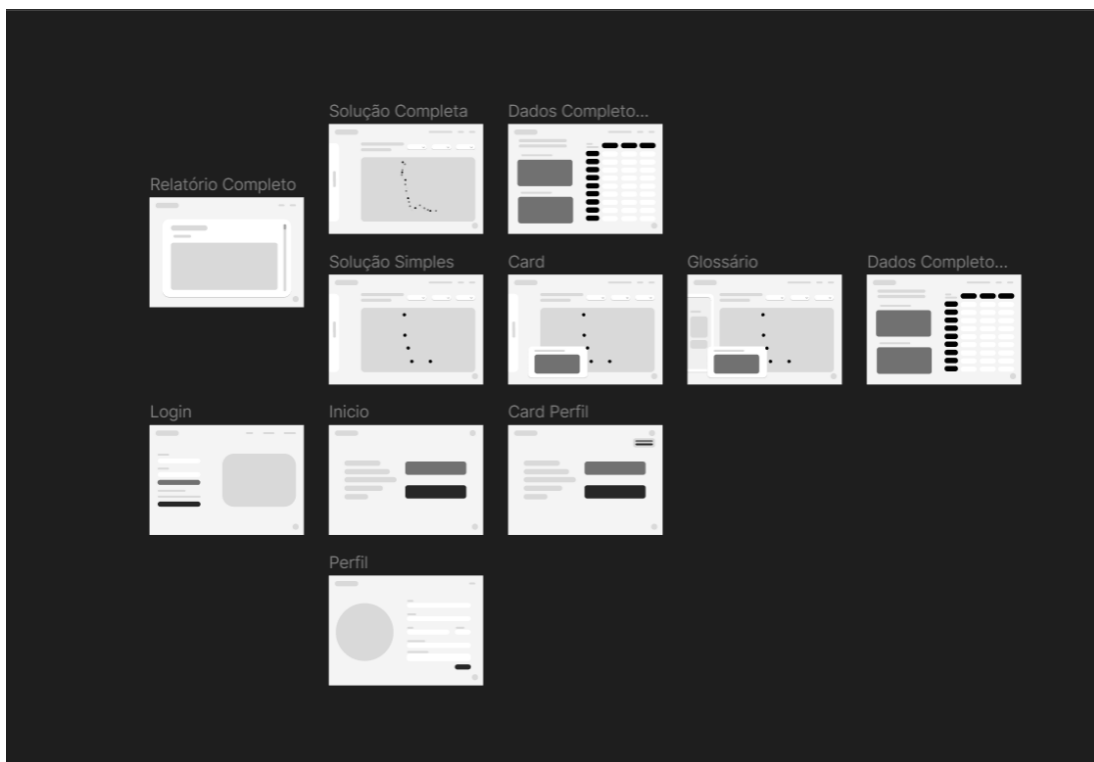 Solução Completa
Dados Completo...
Relatório Completo
Solução Simples
Card
Glossário
Dados Completo...
Login
Inicio
Card Perfil
Perfil